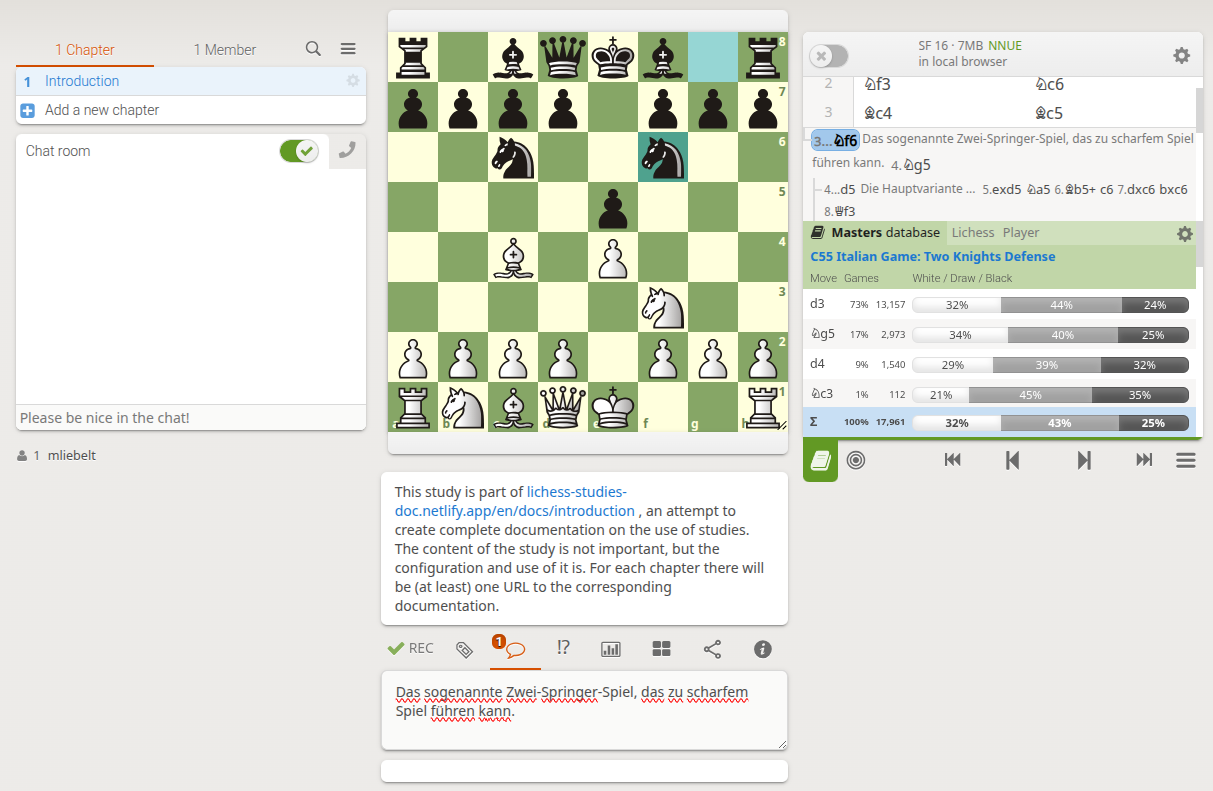 1 Chapter
1 Member
1 Introduction
Add a new chapter
Chat room
Please be nice in the chat!
1 mliebelt
8
7
6
5
4
3
2
1
b
f
g
This study is part of lichess-studies-
doc.netlify.app/en/docs/introduction , an attempt to
create complete documentation on the use of studies.
The content of the study is not important, but the
configuration and use of it is. For each chapter there will
be (at least) one URL to the corresponding
documentation.
REC
1
!?
Das sogenannte Zwei-Springer-Spiel, das zu scharfem
Spiel führen kann.
SF 16 · 7MB NNUE
in local browser
2 ♘f3 ♘c6
3 ♗c4 ♗c5
3... ♘f6 Das sogenannte Zwei-Springer-Spiel, das zu scharfem Spiel
führen kann. 4.♘g5
4...d5 Die Hauptvariante ... 5.exd5 ♘a5 6.♗b5+ c6 7.dxc6 bxc6
8.♕f3
Masters database Lichess Player
C55 Italian Game: Two Knights Defense
Move Games White / Draw / Black
d3 73% 13,157 32% 44% 24%
♘g5 17% 2,973 34% 40% 25%
d4 9% 1,540 29% 39% 32%
♘c3 1% 112 21% 45% 35%
Σ 100% 17,961 32% 43% 25%